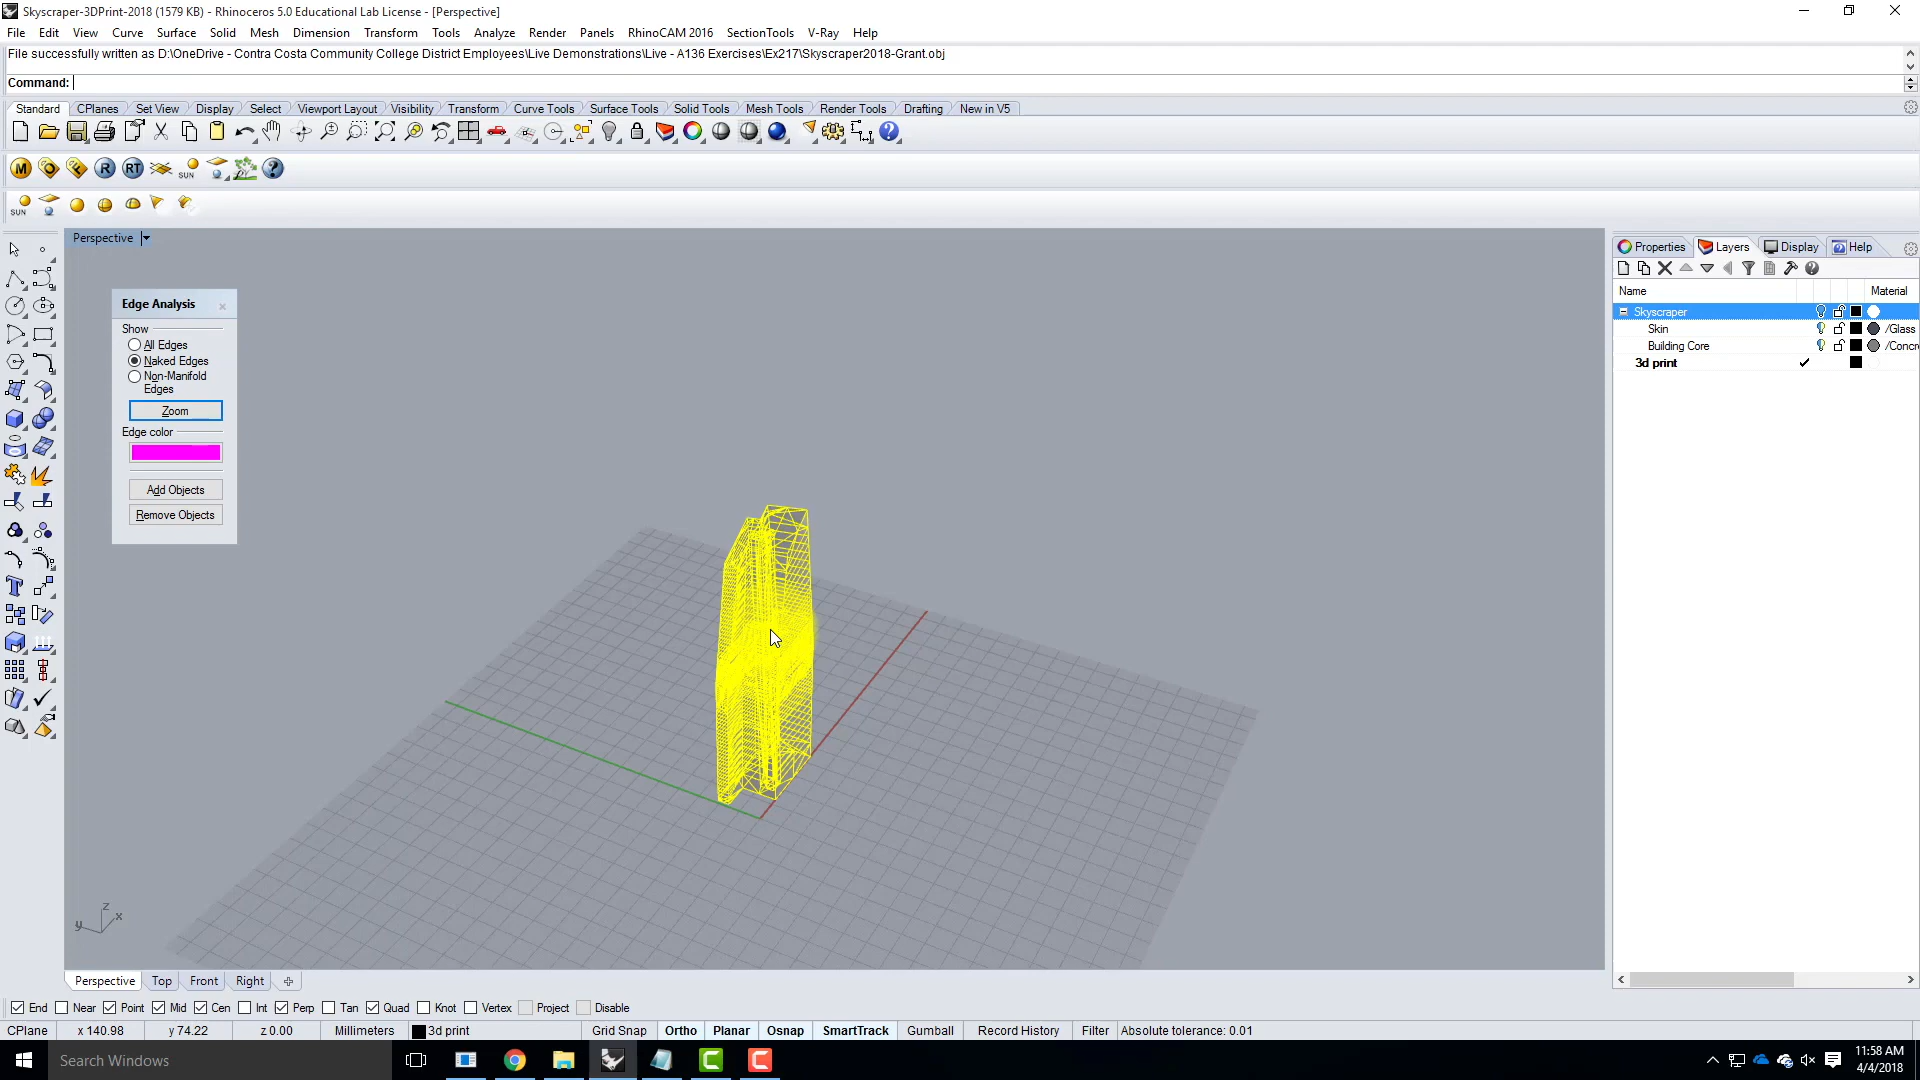 Skyscraper-3DPrint-2018 (1579 KB) - Rhinoceros 5.0 Educational Lab License - [Perspective]
File Edit View Curve Surface Solid Mesh Dimension Transform Tools Analyze Render Panels RhinoCAM 2016 SectionTools V-Ray Help
File successfully written as D:\OneDrive - Contra Costa Community College District Employees\Live Demonstrations\Live - A136 Exercises\Ex217\Skyscraper2018-Grant.obj
Command:
Standard CPlanes Set View Display Select Viewport Layout Visibility Transform Curve Tools Surface Tools Solid Tools Mesh Tools Render Tools Drafting New in V5
M O F R RT SUN
SUN
Perspective
Properties Layers Display Help
Name Material
Skyscraper
Skin /Glass
Building Core /Concr
3d print
Edge Analysis
Show
All Edges
Naked Edges
Non-Manifold
Edges
Zoom
Edge color
Add Objects
Remove Objects
z
y x
Perspective Top Front Right
End Near Point Mid Cen Int Perp Tan Quad Knot Vertex Project Disable
CPlane x 140.98 y 74.22 z 0.00 Millimeters 3d print Grid Snap Ortho Planar Osnap SmartTrack Gumball Record History Filter Absolute tolerance: 0.01
Search Windows
11:58 AM
4/4/2018